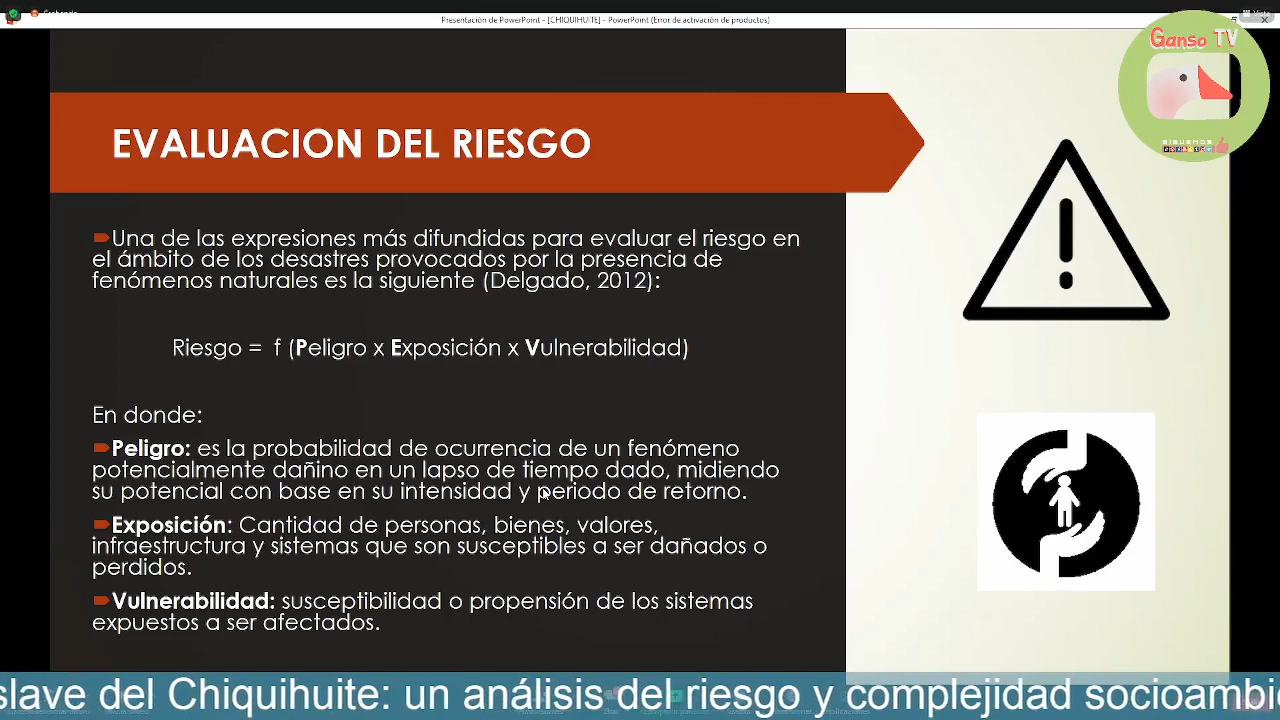 Presentación de PowerPoint - [CHIQUIHUITE] - PowerPoint (Error de activación de productos)
Ganso TV
SIGUENOS
EVALUACION DEL RIESGO
Una de las expresiones más difundidas para evaluar el riesgo en
el ámbito de los desastres provocados por la presencia de
fenómenos naturales es la siguiente (Delgado, 2012):
Riesgo = f (Peligro x Exposición x Vulnerabilidad)
En donde:
Peligro: es la probabilidad de ocurrencia de un fenómeno
potencialmente dañino en un lapso de tiempo dado, midiendo
su potencial con base en su intensidad y periodo de retorno.
Exposición: Cantidad de personas, bienes, valores,
infraestructura y sistemas que son susceptibles a ser dañados o
perdidos.
Vulnerabilidad: susceptibilidad o propensión de los sistemas
expuestos a ser afectados.
slave del Chiquihuite: un análisis del riesgo y complejidad socioambi